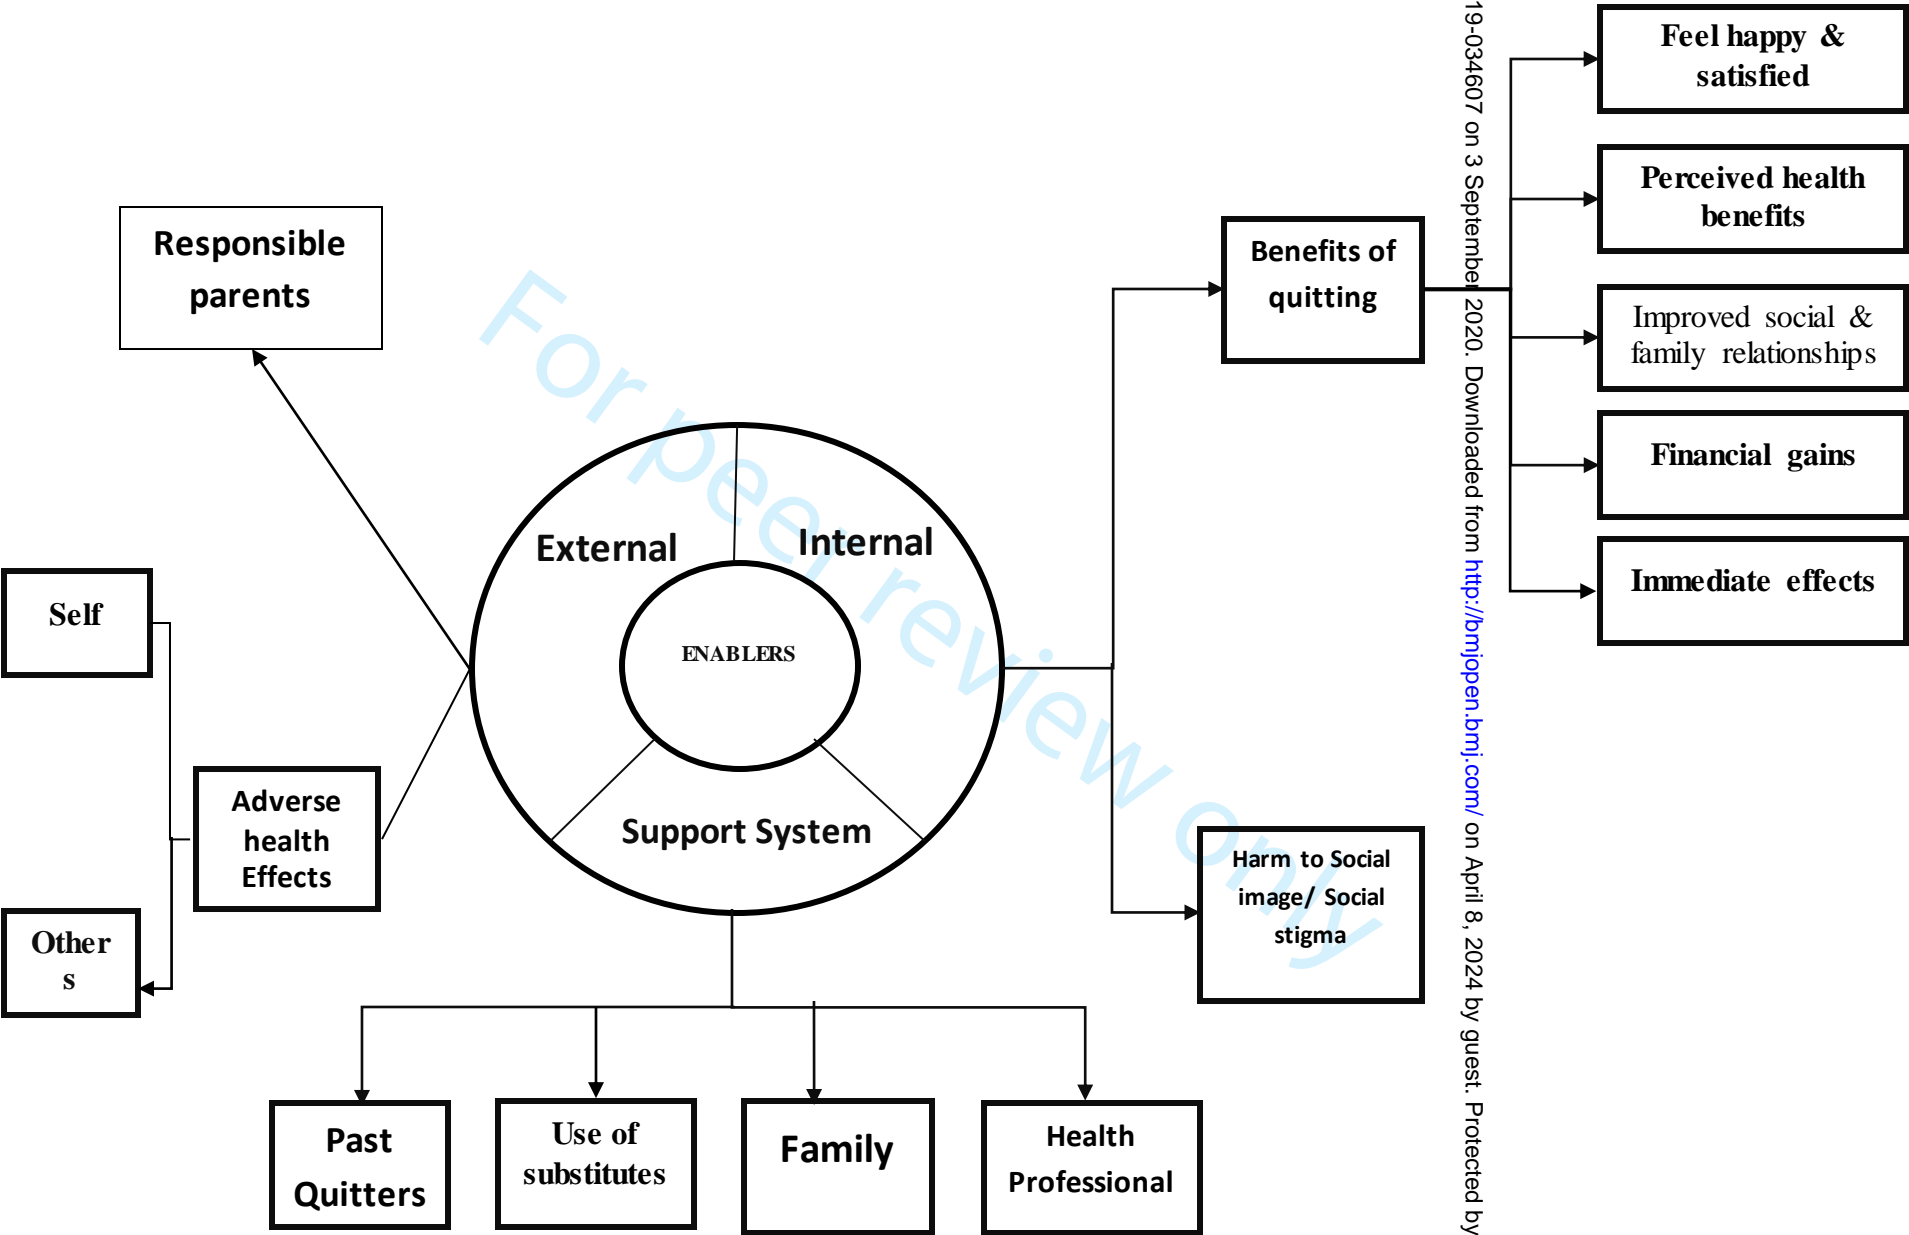 Feel happy &
satisfied
Perceived health
benefits
Improved social &
family relationships
Financial gains
Immediate effects
Benefits of
quitting
Responsible
parents
External
Internal
ENABLERS
Support System
Self
Adverse
health
Effects
Other
s
Harm to Social
image/ Social
stigma
Past
Quitters
Use of
substitutes
Family
Health
Professional
For peer review only
19-034607 on 3 September 2020. Downloaded from http://bmjopen.bmj.com/ on April 8, 2024 by guest. Protected by